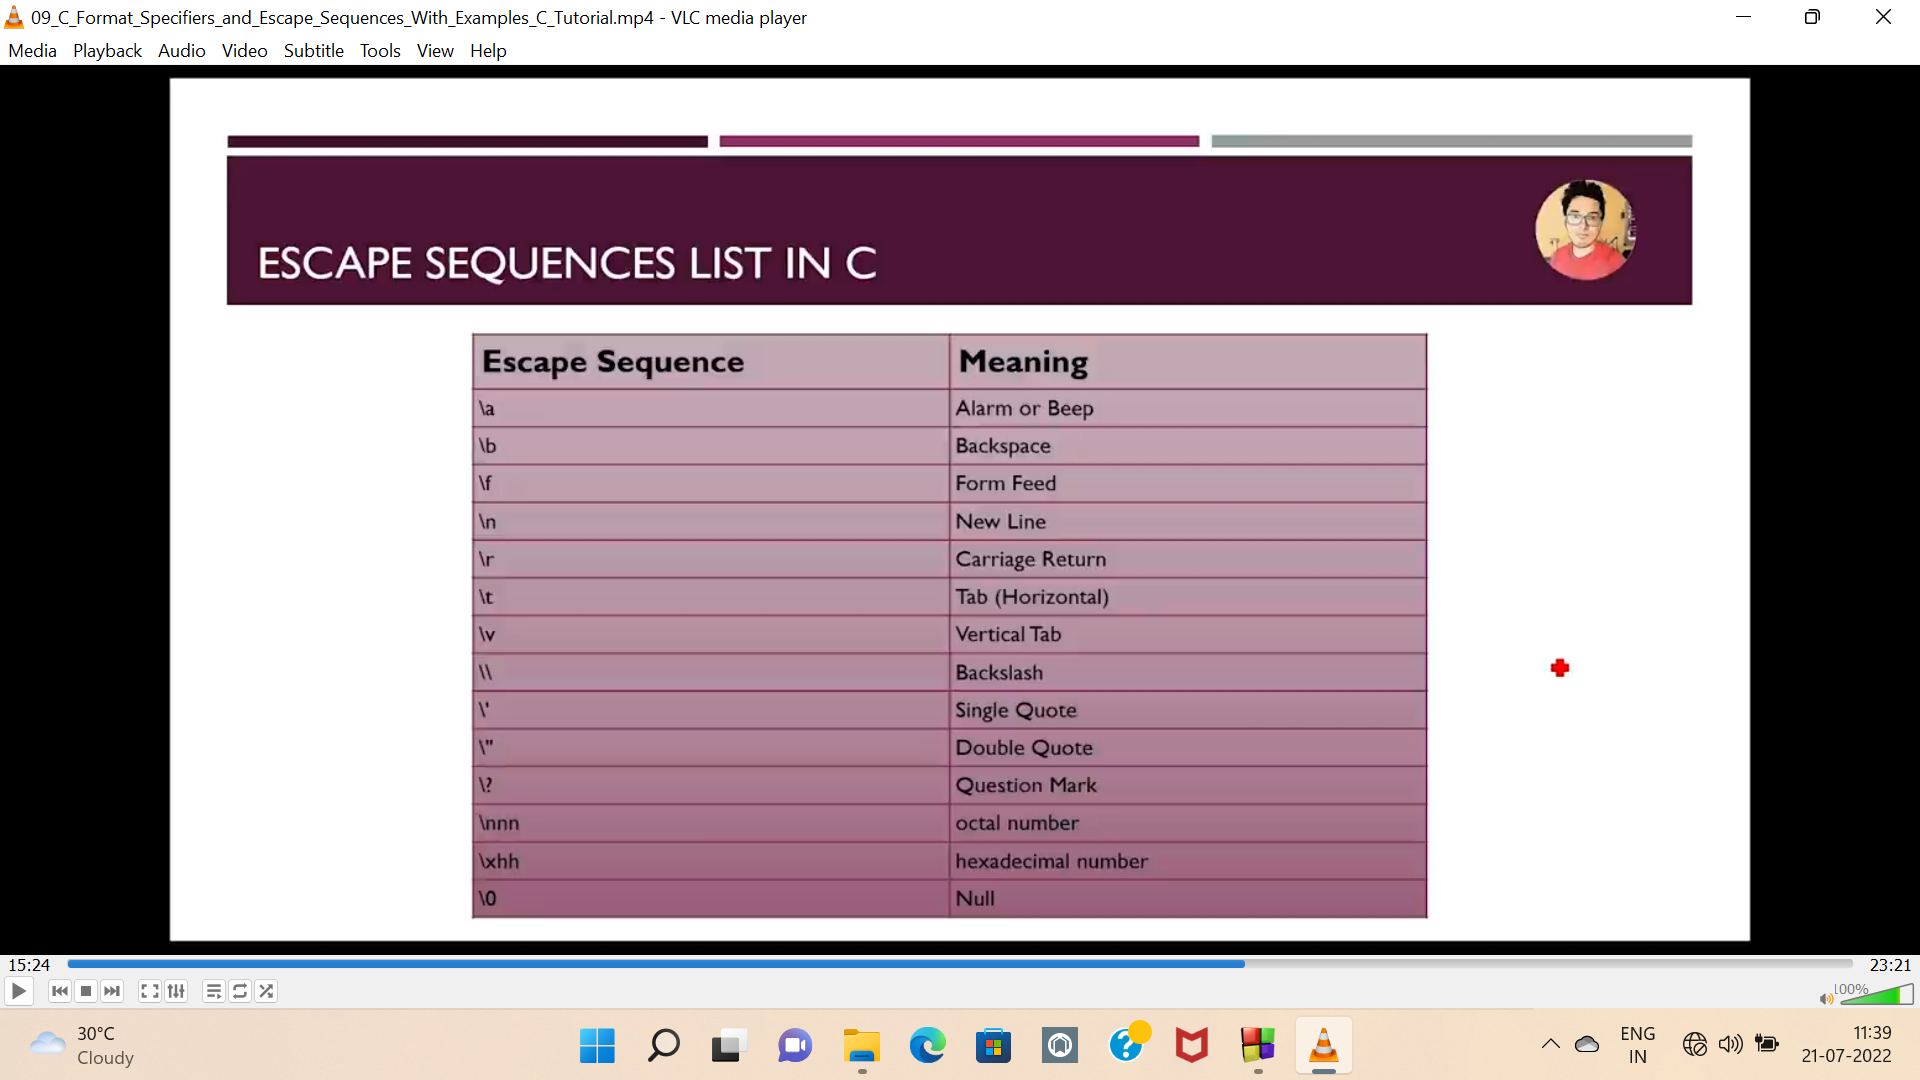 09_C_Format_Specifiers_and_Escape_Sequences_With_Examples_C_Tutorial.mp4 - VLC media player
Media Playback Audio Video Subtitle Tools View Help
ESCAPE SEQUENCES LIST IN C
Escape Sequence Meaning
\a Alarm or Beep
\b Backspace
\f Form Feed
\n New Line
\r Carriage Return
\t Tab (Horizontal)
\v Vertical Tab
\\ Backslash
\' Single Quote
\" Double Quote
\? Question Mark
\nnn octal number
\xhh hexadecimal number
\0 Null
15:24 23:21
100%
30°C
Cloudy
ENG
IN
11:39
21-07-2022